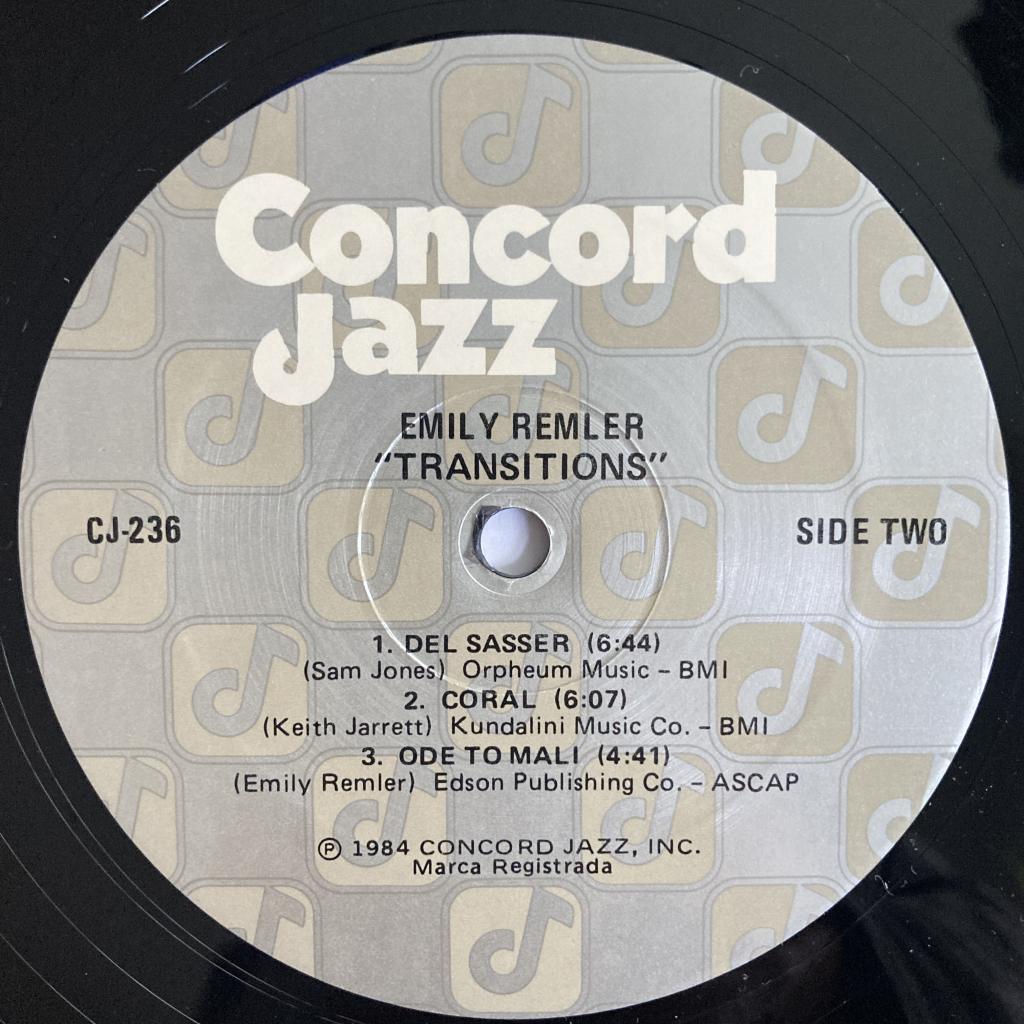 Concord
Jazz
EMILY REMLER
"TRANSITIONS"
CJ-236
SIDE TWO
1. DEL SASSER (6:44)
(Sam Jones) Orpheum Music – BMI
2. CORAL (6:07)
(Keith Jarrett) Kundalini Music Co. – BMI
3. ODE TO MALI (4:41)
(Emily Remler) Edson Publishing Co. – ASCAP
℗ 1984 CONCORD JAZZ, INC.
Marca Registrada